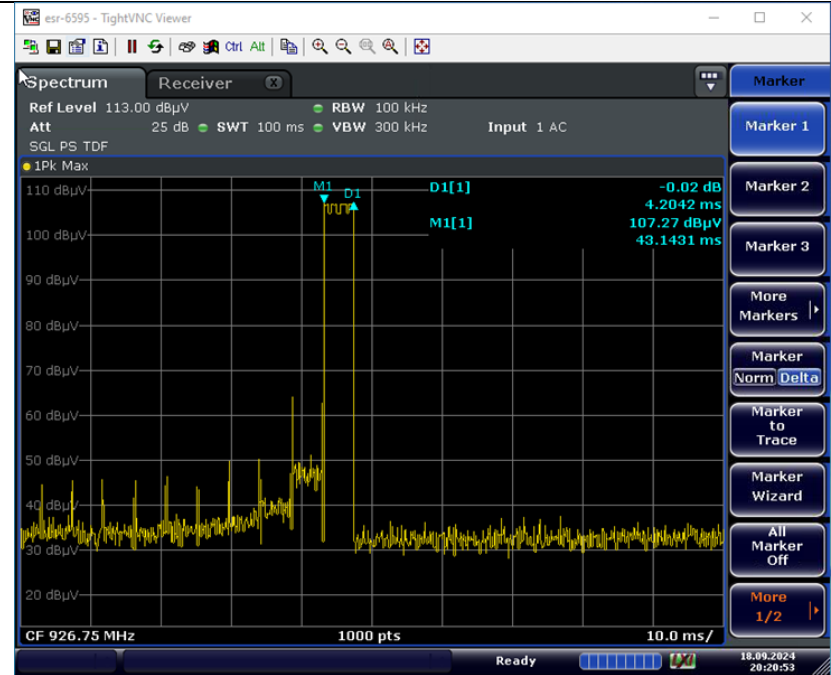 esr-6595 - TightVNC Viewer
Ctrl Alt
Spectrum
Receiver
Ref Level 113.00 dBµV
RBW 100 kHz
Att 25 dB SWT 100 ms VBW 300 kHz Input 1 AC
SGL PS TDF
1Pk Max
110 dBµV
M1 D1
D1[1] -0.02 dB
4.2042 ms
M1[1] 107.27 dBµV
43.1431 ms
100 dBµV
90 dBµV
80 dBµV
70 dBµV
60 dBµV
50 dBµV
40 dBµV
30 dBµV
20 dBµV
CF 926.75 MHz 1000 pts 10.0 ms/
Marker
Marker 1
Marker 2
Marker 3
More
Markers
Marker
Norm Delta
Marker
to
Trace
Marker
Wizard
All
Marker
Off
More
1/2
Ready
LXI
18.09.2024
20:20:53